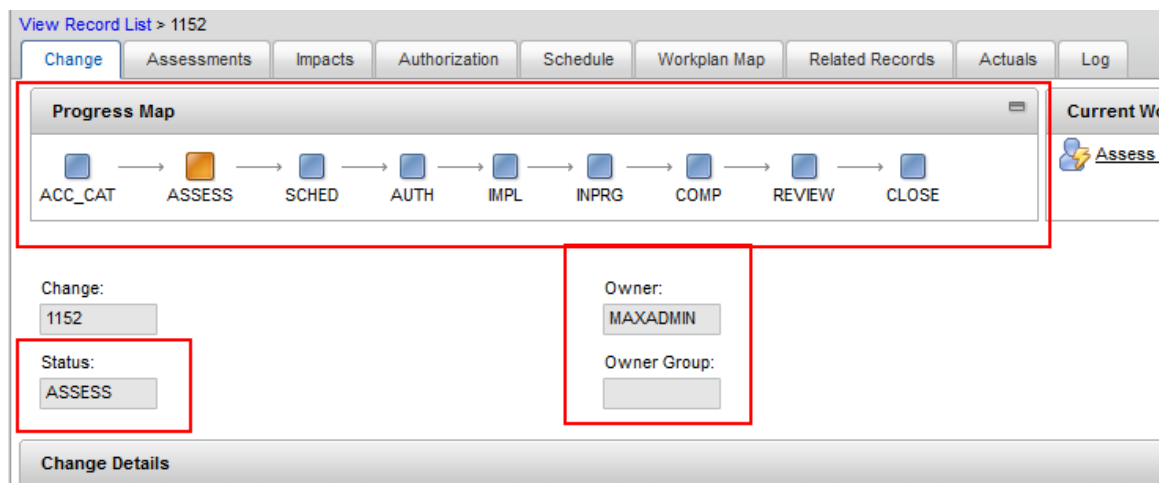 View Record List > 1152
Change Assessments Impacts Authorization Schedule Workplan Map Related Records Actuals Log
Progress Map
Current
ACC_CAT ASSESS SCHED AUTH IMPL INPRG COMP REVIEW CLOSE
Assess
Change:
1152
Owner:
MAXADMIN
Status:
ASSESS
Owner Group:
Change Details